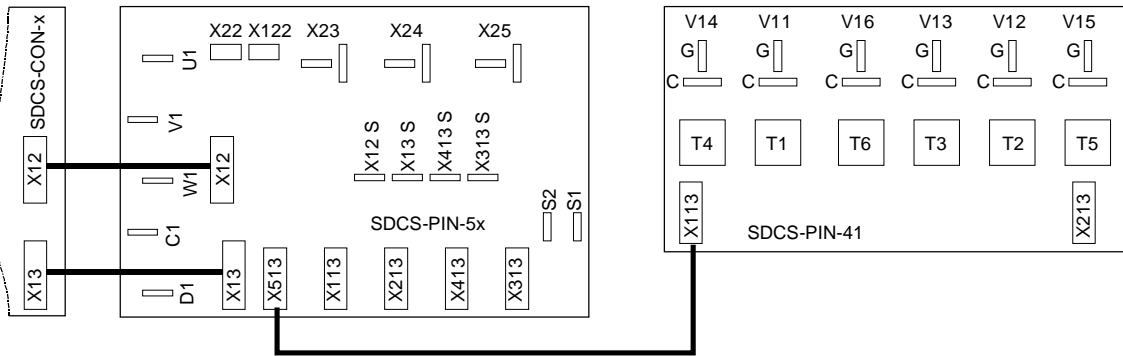 SDCS-CON-x
X12
X13
U1
V1
W1
C1
D1
X22 X122 X23 X24 X25
X12
X12 S
X13 S
X413 S
X313 S
S2
S1
SDCS-PIN-5x
X13
X513
X113
X213
X413
X313
V14 V11 V16 V13 V12 V15
G G G G G G
C C C C C C
T4 T1 T6 T3 T2 T5
X113
X213
SDCS-PIN-41